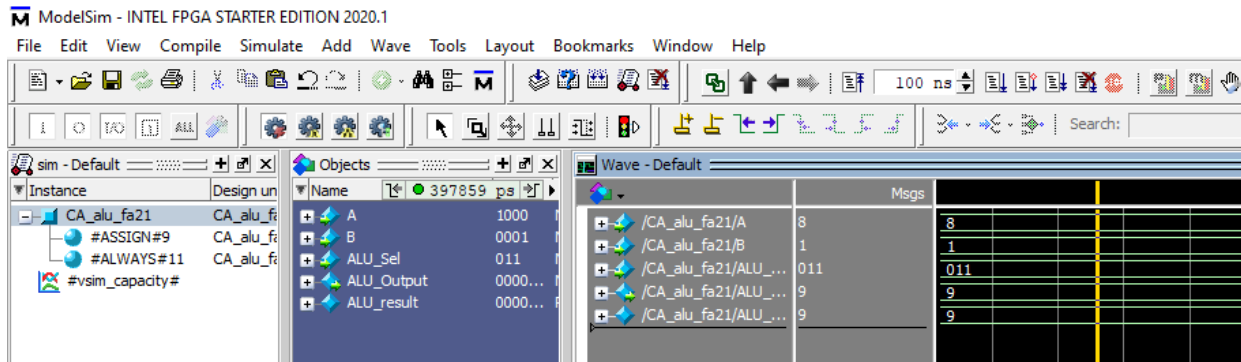 ModelSim - INTEL FPGA STARTER EDITION 2020.1
File Edit View Compile Simulate Add Wave Tools Layout Bookmarks Window Help
100 ns
I O I/O ALL Search:
sim - Default Objects Wave - Default
Instance Design un Name 397859 ps Msgs
CA_alu_fa21 CA_alu_fa A 1000 /CA_alu_fa21/A 8 8
#ASSIGN#9 CA_alu_fa B 0001 /CA_alu_fa21/B 1 1
#ALWAYS#11 CA_alu_fa ALU_Sel 011 /CA_alu_fa21/ALU_... 011 011
#vsim_capacity# ALU_Output 0000... /CA_alu_fa21/ALU_... 9 9
ALU_result 0000... /CA_alu_fa21/ALU_... 9 9